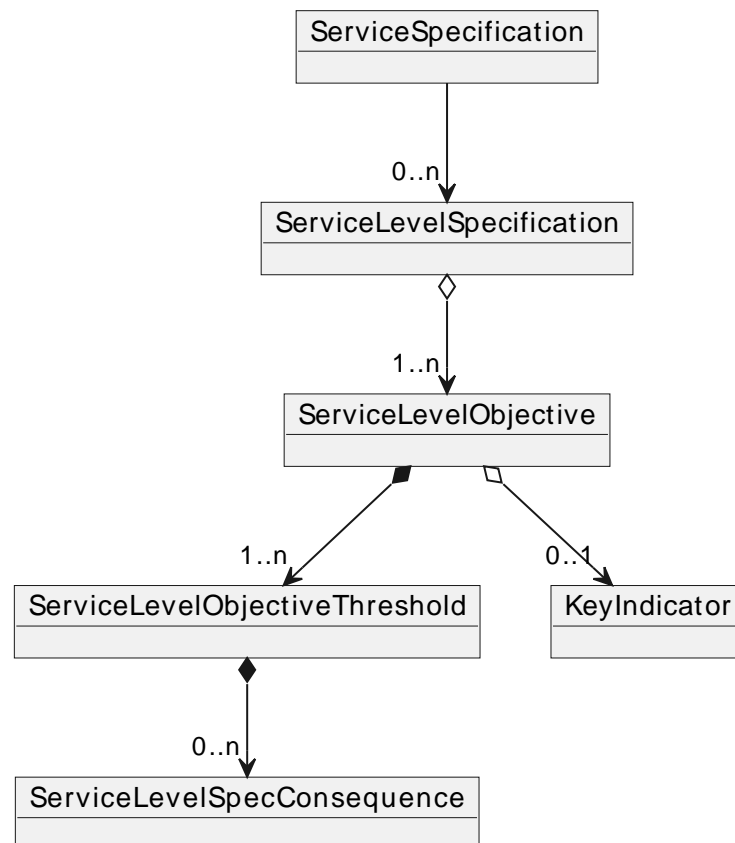 ServiceSpecification
0..n
ServiceLevelSpecification
1..n
ServiceLevelObjective
1..n
0..1
ServiceLevelObjectiveThreshold
KeyIndicator
0..n
ServiceLevelSpecConsequence